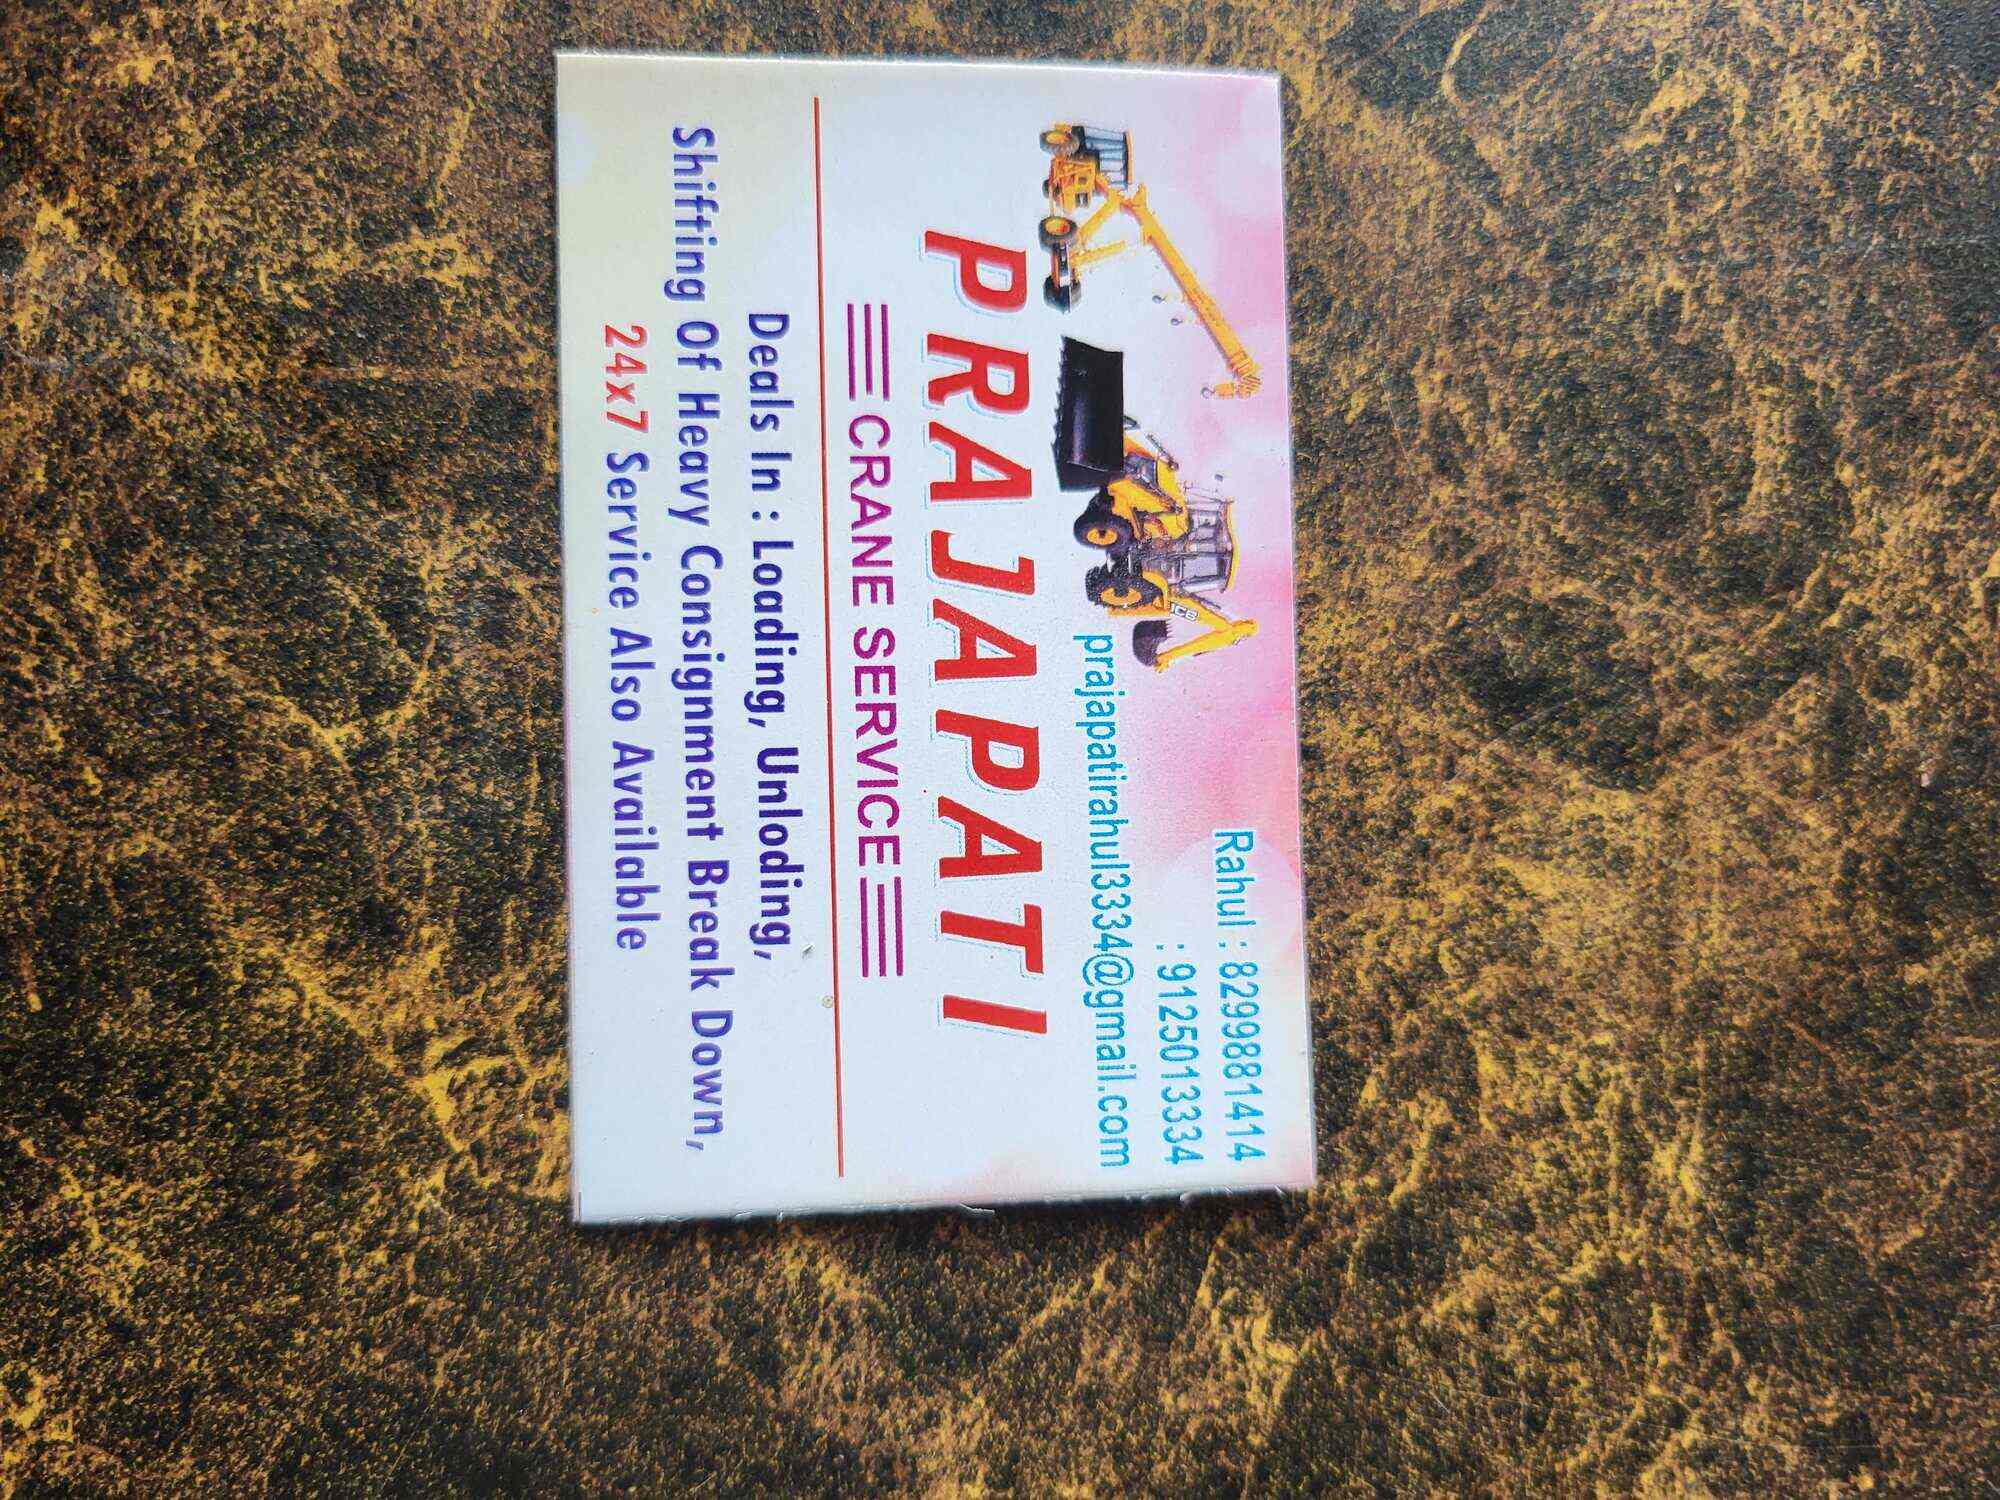 Rahul : 8299881414
: 9125013334
prajapatirahul3334@gmail.com
JCB
PRAJAPATI
CRANE SERVICE
Deals In : Loading, Unloding,
Shifting Of Heavy Consignment Break Down,
24x7 Service Also Available